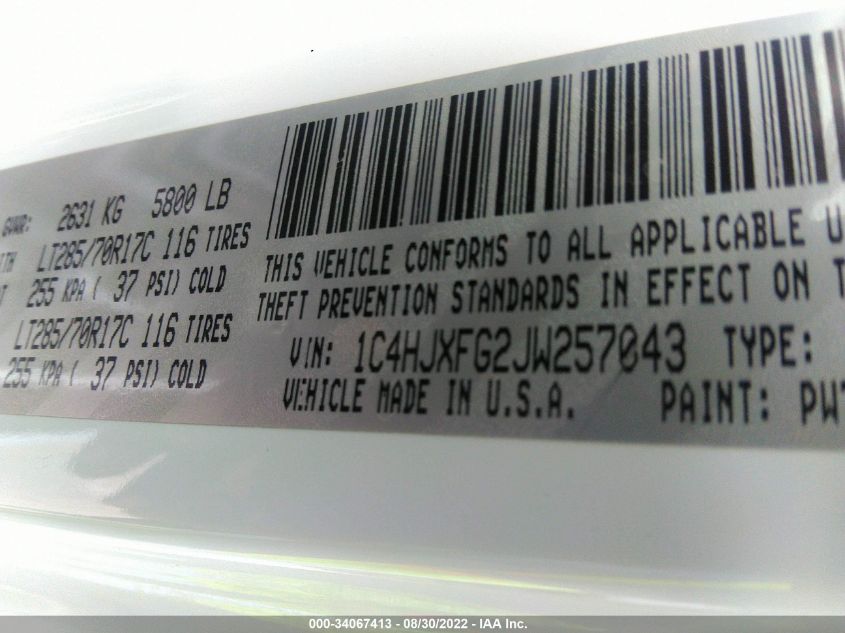 GVWR: 2631 KG 5800 LB
LT285/70R17C 116 TIRES
255 KPA ( 37 PSI) COLD
LT285/70R17C 116 TIRES
255 KPA ( 37 PSI) COLD
THIS VEHICLE CONFORMS TO ALL APPLICABLE
THEFT PREVENTION STANDARDS IN EFFECT ON
VIN: 1C4HJXFG2JW257043 TYPE:
VEHICLE MADE IN U.S.A. PAINT: PW7
000-34067413 - 08/30/2022 - IAA Inc.